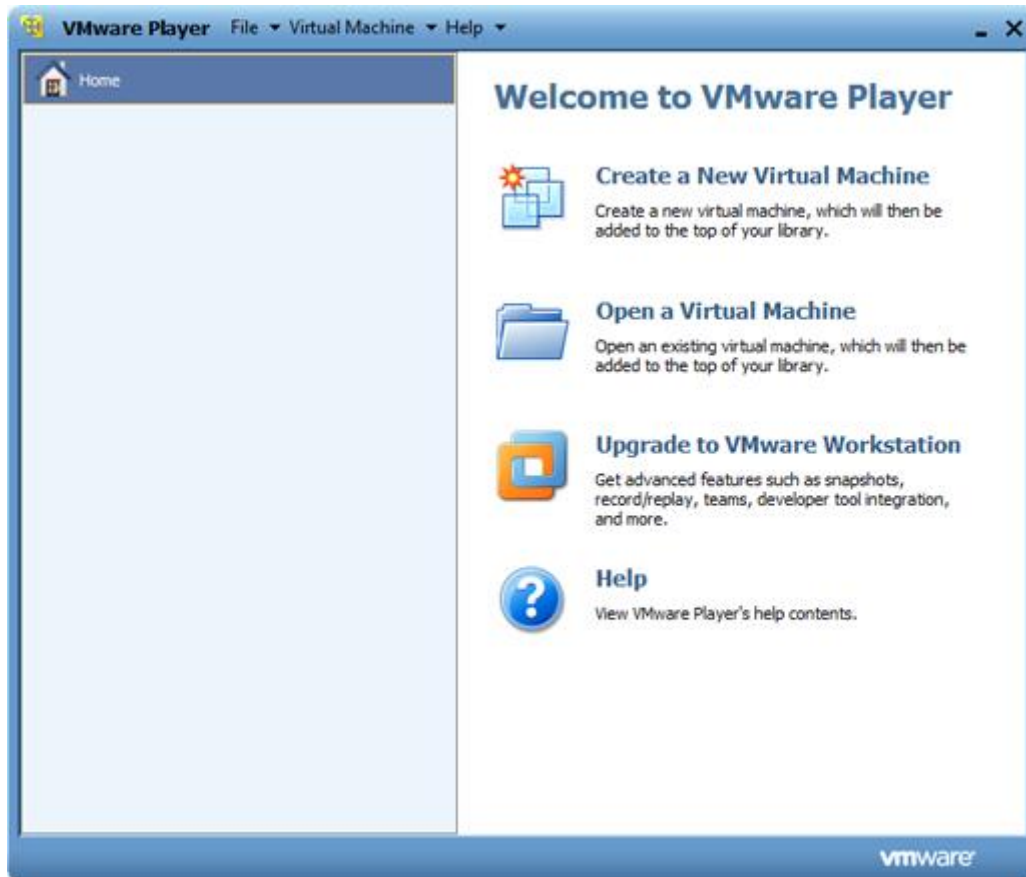 VMware Player File Virtual Machine Help
Home
Welcome to VMware Player
Create a New Virtual Machine
Create a new virtual machine, which will then be
added to the top of your library.
Open a Virtual Machine
Open an existing virtual machine, which will then be
added to the top of your library.
Upgrade to VMware Workstation
Get advanced features such as snapshots,
record/replay, teams, developer tool integration,
and more.
Help
View VMware Player's help contents.
vmware